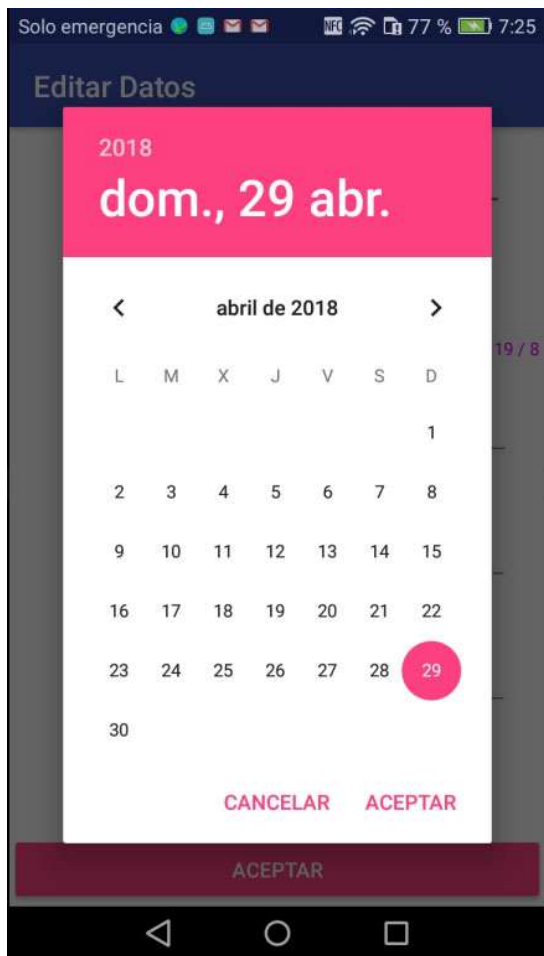 Solo emergencia NFC 77 % 7:25
Editar Datos
2018
dom., 29 abr.
abril de 2018
19 / 8
L M X J V S D
1
2 3 4 5 6 7 8
9 10 11 12 13 14 15
16 17 18 19 20 21 22
23 24 25 26 27 28 29
30
CANCELAR ACEPTAR
ACEPTAR